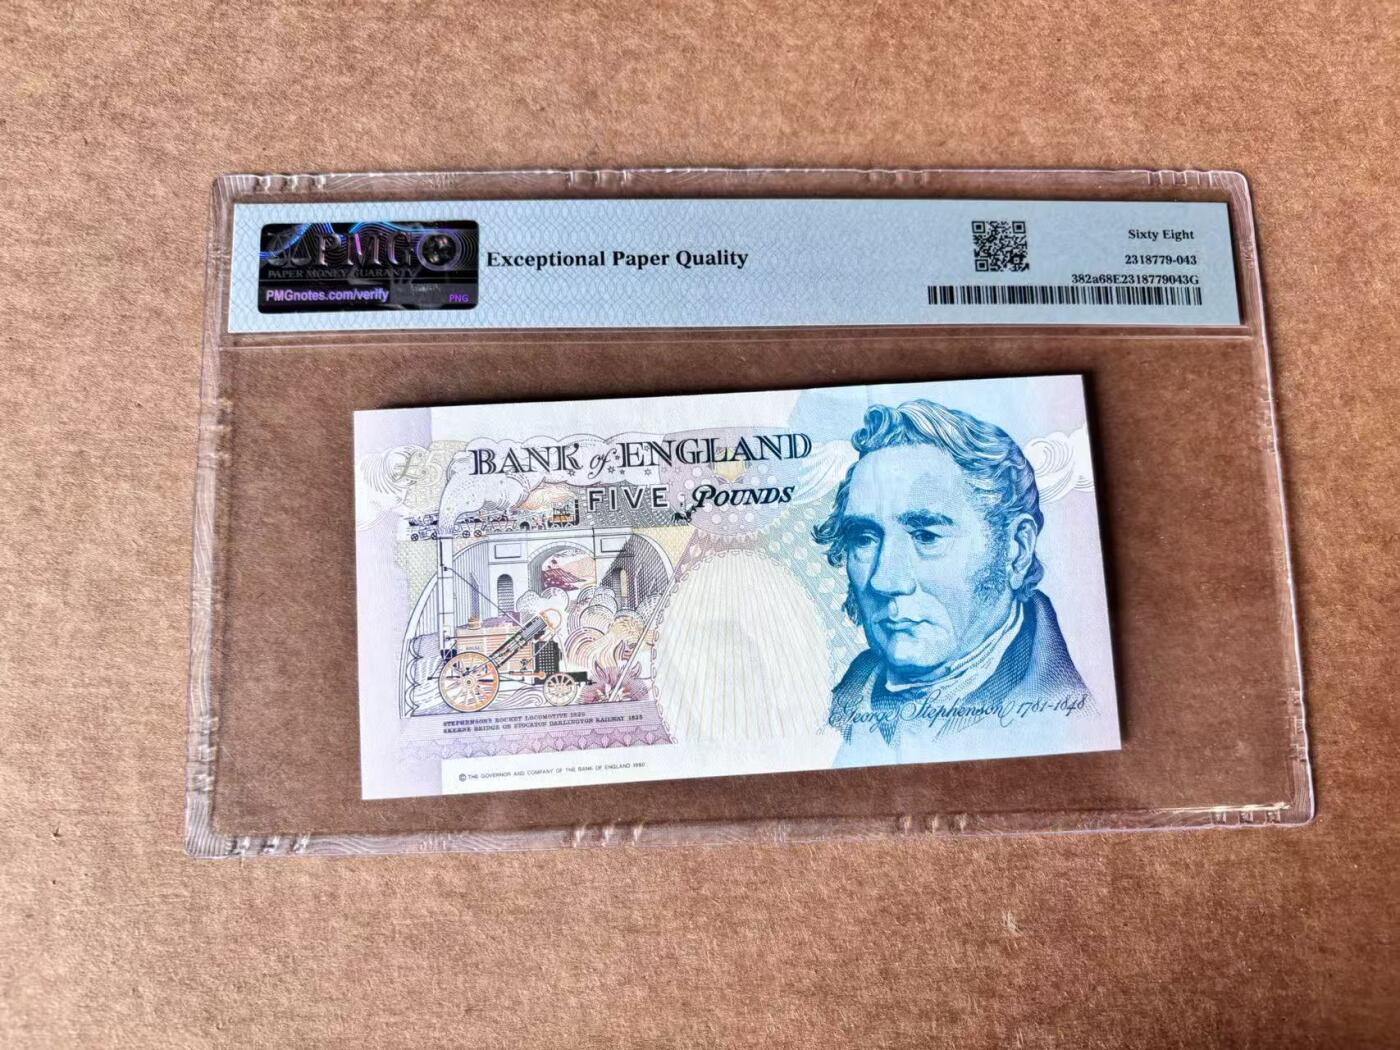 PMG
PAPER MONEY GUARANTY
PMGnotes.com/verify
PNG
Exceptional Paper Quality
Sixty Eight
2318779-043
382a68E2318779043G
BANK of ENGLAND
FIVE POUNDS
STEPHENSON'S ROCKET LOCOMOTIVE 1829
SKERNE BRIDGE ON STOCKTON DARLINGTON RAILWAY 1825
George Stephenson 1781-1848
© THE GOVERNOR AND COMPANY OF THE BANK OF ENGLAND 1990